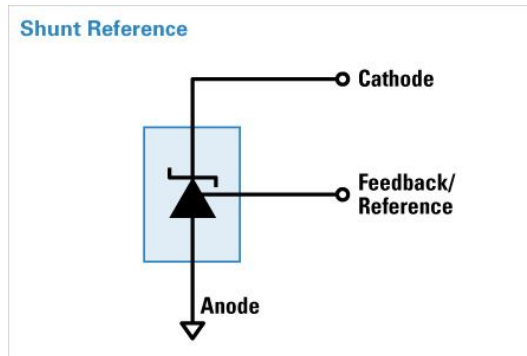 Shunt Reference
Cathode
Feedback/
Reference
Anode